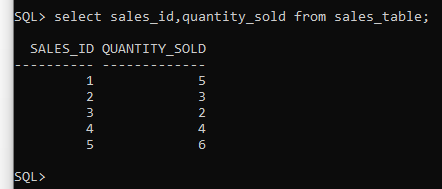 SQL> select sales_id,quantity_sold from sales_table;
  SALES_ID QUANTITY_SOLD
---------- -------------
         1             5
         2             3
         3             2
         4             4
         5             6
SQL>